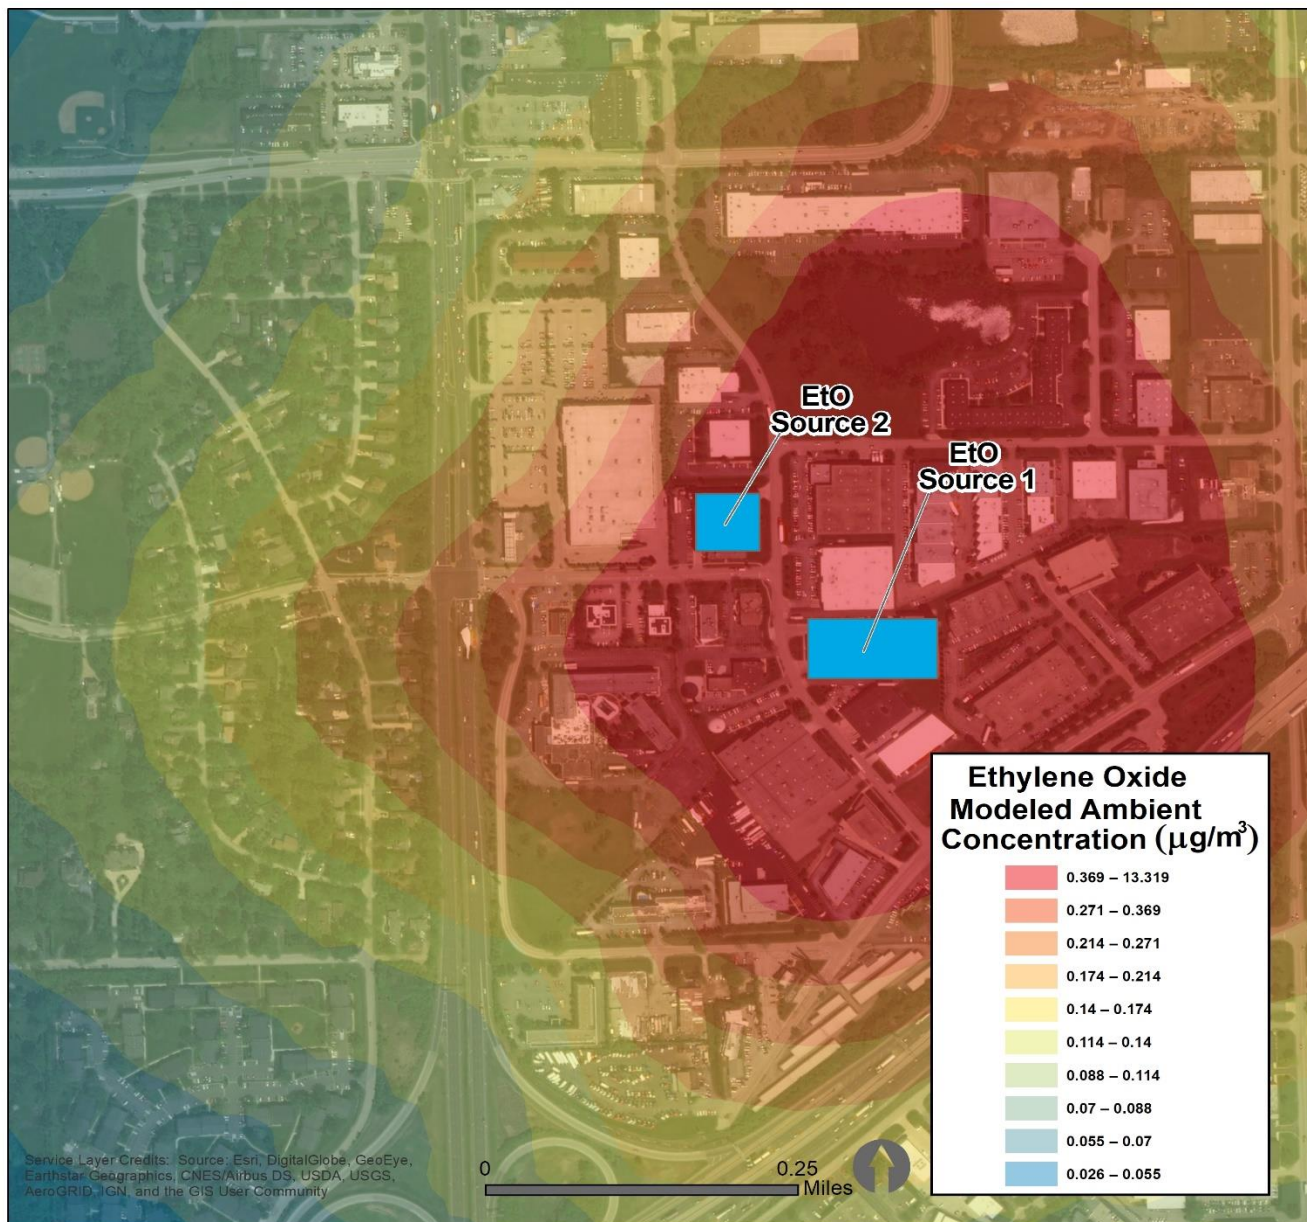 EtO
Source 2
EtO
Source 1
Ethylene Oxide
Modeled Ambient
Concentration (μg/m³)
0.369 – 13.319
0.271 – 0.369
0.214 – 0.271
0.174 – 0.214
0.14 – 0.174
0.114 – 0.14
0.088 – 0.114
0.07 – 0.088
0.055 – 0.07
0.026 – 0.055
Service Layer Credits: Source: Esri, DigitalGlobe, GeoEye,
Earthstar Geographics, CNES/Airbus DS, USDA, USGS,
AeroGRID, IGN, and the GIS User Community
0 0.25
Miles